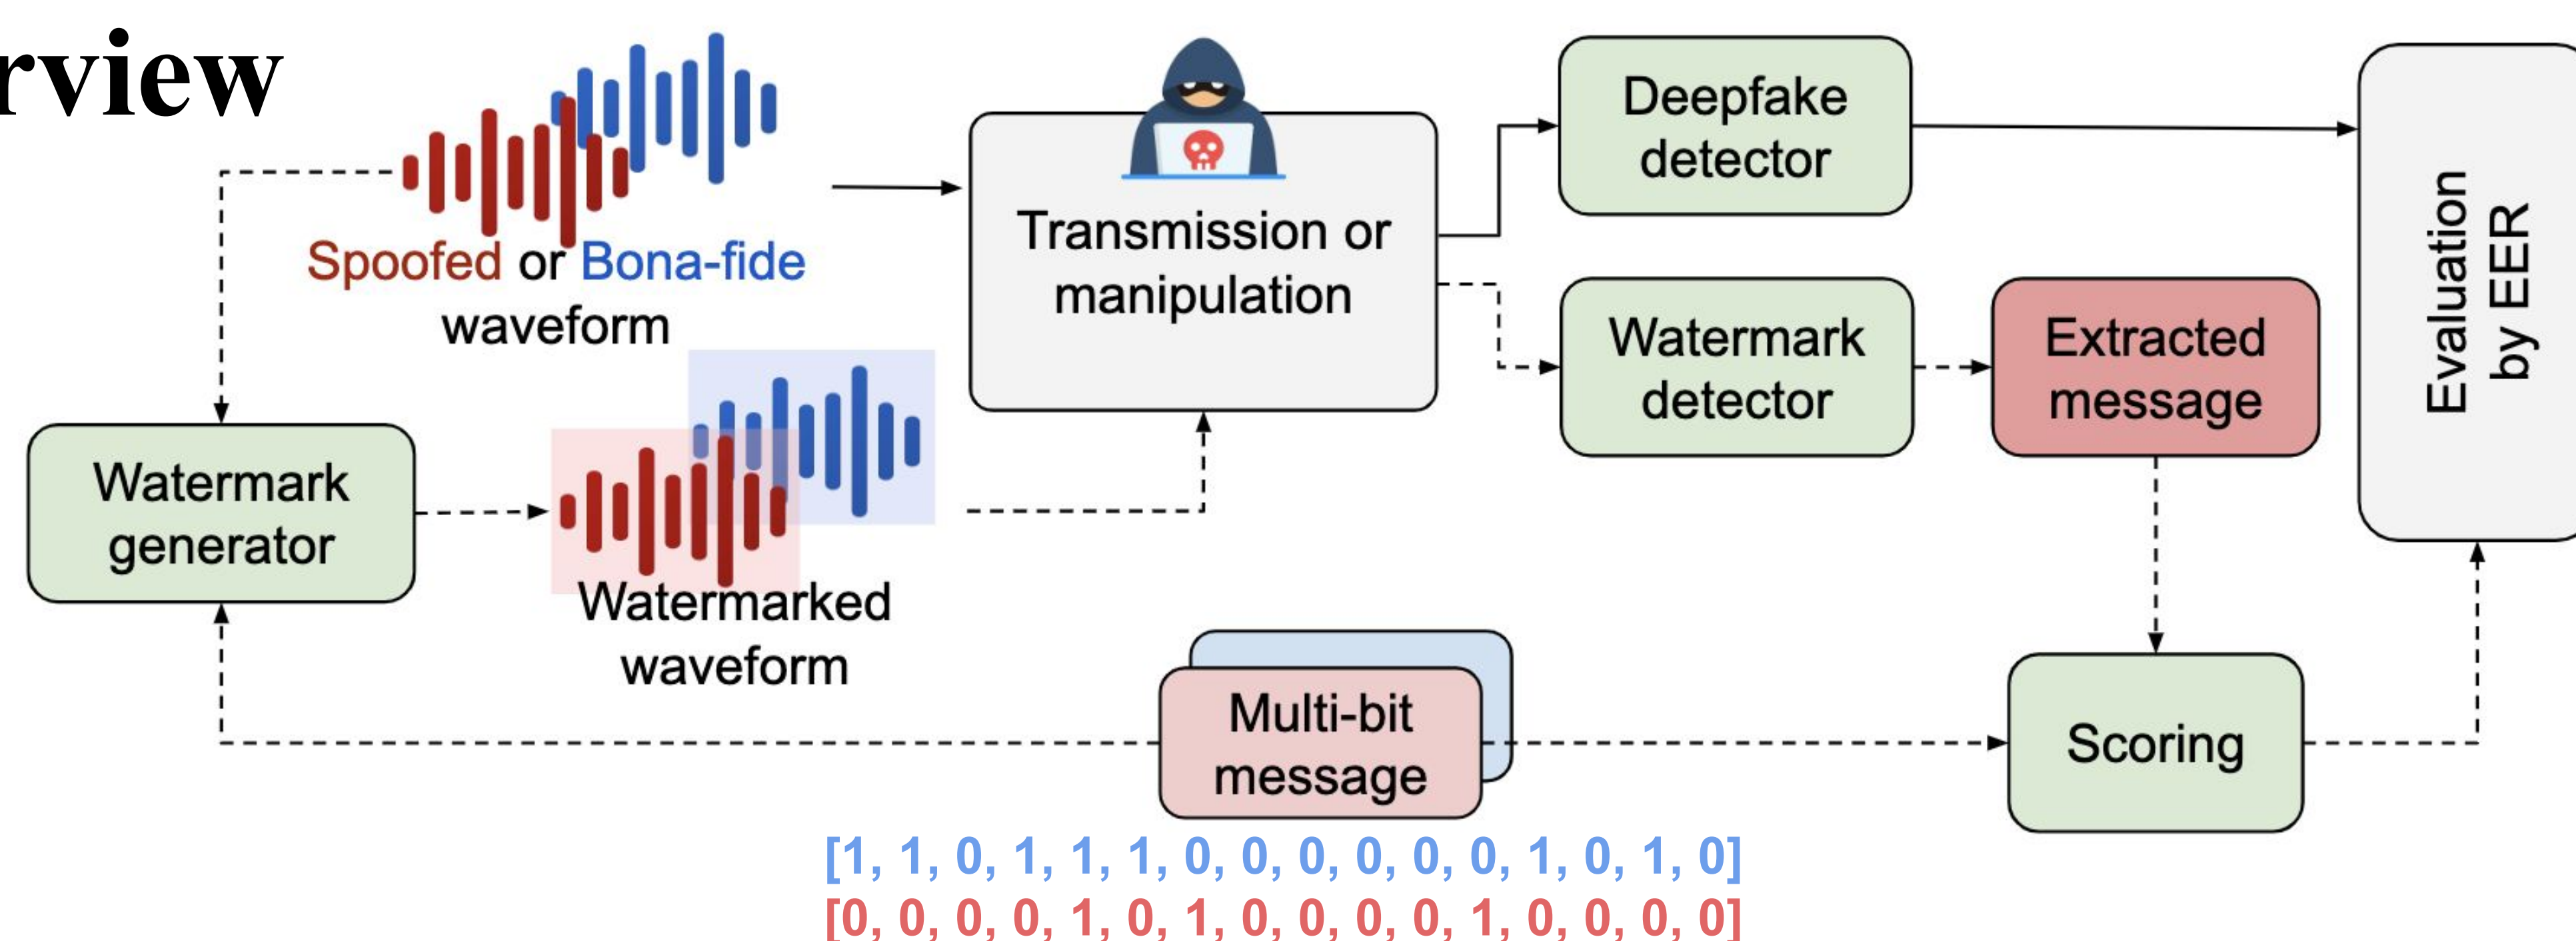 rview
Spoofed or Bona-fide
waveform
Transmission or
manipulation
Deepfake
detector
Watermark
detector
Extracted
message
Evaluation
by EER
Watermark
generator
Watermarked
waveform
Multi-bit
message
Scoring
[1, 1, 0, 1, 1, 1, 0, 0, 0, 0, 0, 0, 1, 0, 1, 0]
[0, 0, 0, 0, 1, 0, 1, 0, 0, 0, 0, 1, 0, 0, 0, 0]